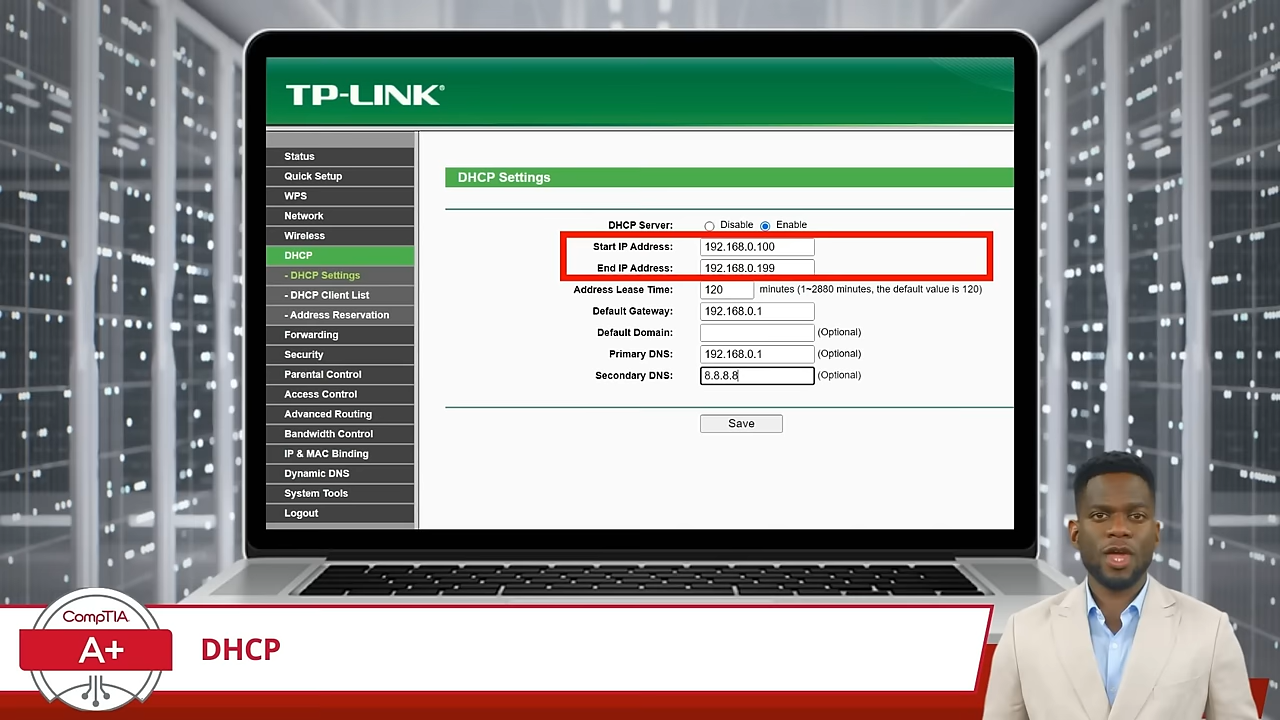 TP-LINK®
Status
Quick Setup
WPS
Network
Wireless
DHCP
- DHCP Settings
- DHCP Client List
- Address Reservation
Forwarding
Security
Parental Control
Access Control
Advanced Routing
Bandwidth Control
IP & MAC Binding
Dynamic DNS
System Tools
Logout
DHCP Settings
DHCP Server: Disable Enable
Start IP Address: 192.168.0.100
End IP Address: 192.168.0.199
Address Lease Time: 120 minutes (1~2880 minutes, the default value is 120)
Default Gateway: 192.168.0.1
Default Domain: (Optional)
Primary DNS: 192.168.0.1 (Optional)
Secondary DNS: 8.8.8.8 (Optional)
Save
CompTIA
A+
DHCP